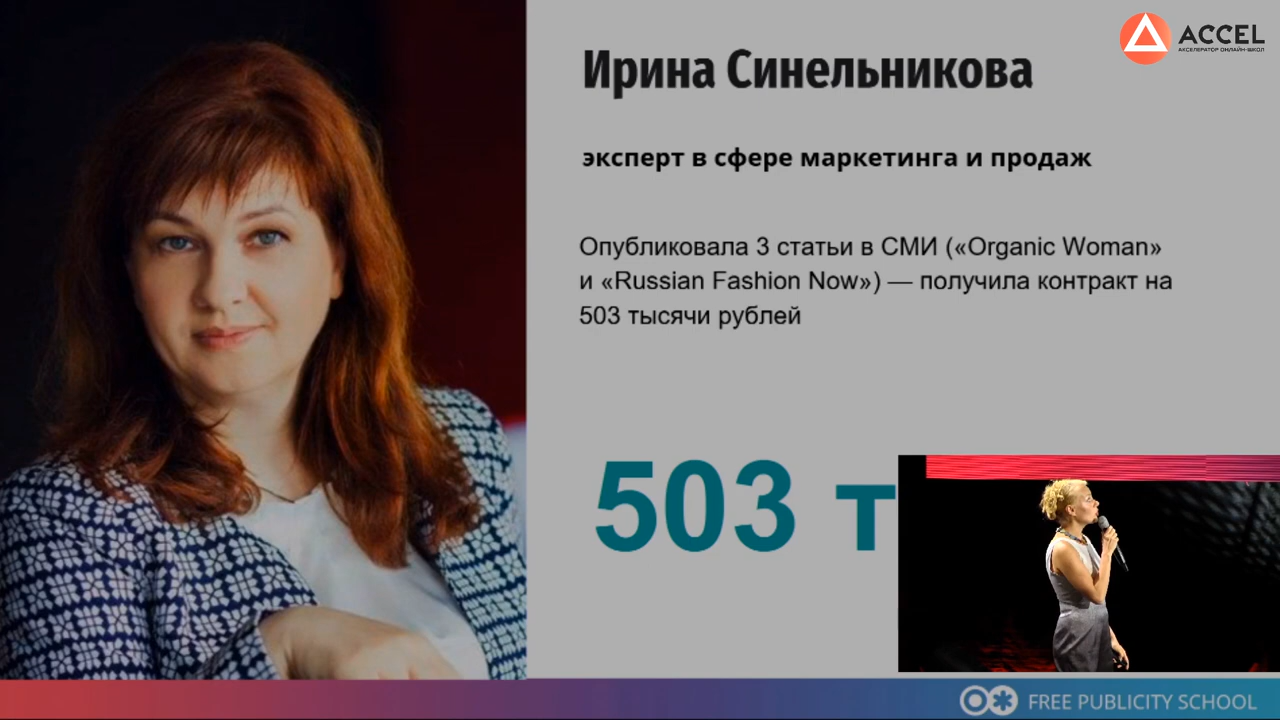 ACCEL
АКСЕЛЕРАТОР ОНЛАЙН-ШКОЛ
Ирина Синельникова
эксперт в сфере маркетинга и продаж
Опубликовала 3 статьи в СМИ («Organic Woman»
и «Russian Fashion Now») — получила контракт на
503 тысячи рублей
503 т
FREE PUBLICITY SCHOOL